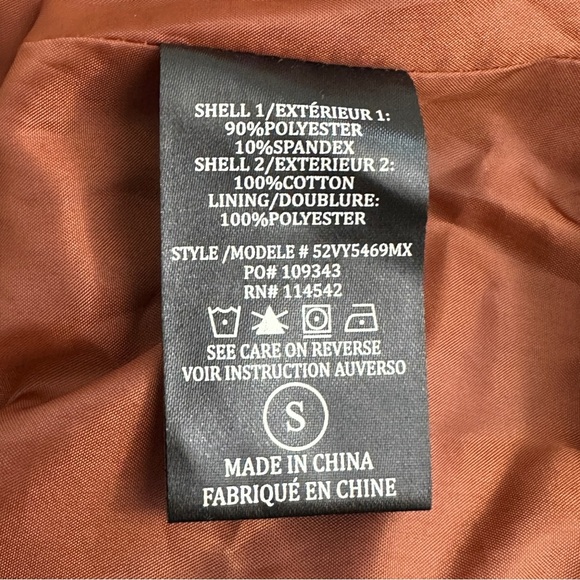 SHELL 1/EXTÉRIEUR 1:
90%POLYESTER
10%SPANDEX
SHELL 2/EXTERIEUR 2:
100%COTTON
LINING/DOUBLURE:
100%POLYESTER
STYLE /MODELE # 52VY5469MX
PO# 109343
RN# 114542
SEE CARE ON REVERSE
VOIR INSTRUCTION AUVERSO
S
MADE IN CHINA
FABRIQUÉ EN CHINE